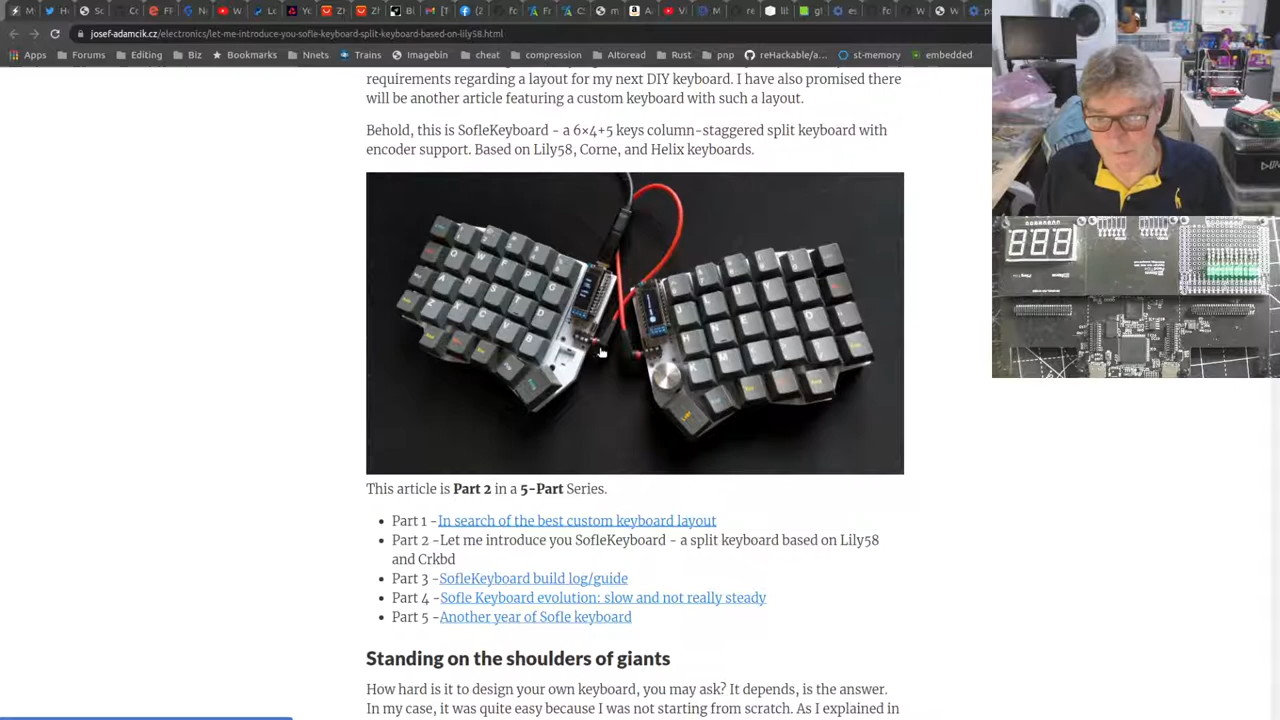 josef-adamcik.cz/electronics/let-me-introduce-you-sofle-keyboard-split-keyboard-based-on-lily58.html
Apps Forums Editing Biz Nnets Trains Imagebin cheb compression Altoread Rust pnp reHackable/a... st-memory embedded
requirements regarding a layout for my next DIY keyboard. I have also promised there
will be another article featuring a custom keyboard with such a layout.
Behold, this is SofleKeyboard - a 6×4+5 keys column-staggered split keyboard with
encoder support. Based on Lily58, Corne, and Helix keyboards.
This article is Part 2 in a 5-Part Series.
Part 1 -In search of the best custom keyboard layout
Part 2 -Let me introduce you SofleKeyboard - a split keyboard based on Lily58
and Crkbd
Part 3 -SofleKeyboard build log/guide
Part 4 -Sofle Keyboard evolution: slow and not really steady
Part 5 -Another year of Sofle keyboard
Standing on the shoulders of giants
How hard is it to design your own keyboard, you may ask? It depends, is the answer.
In my case, it was quite easy because I was not starting from scratch. As I explained in